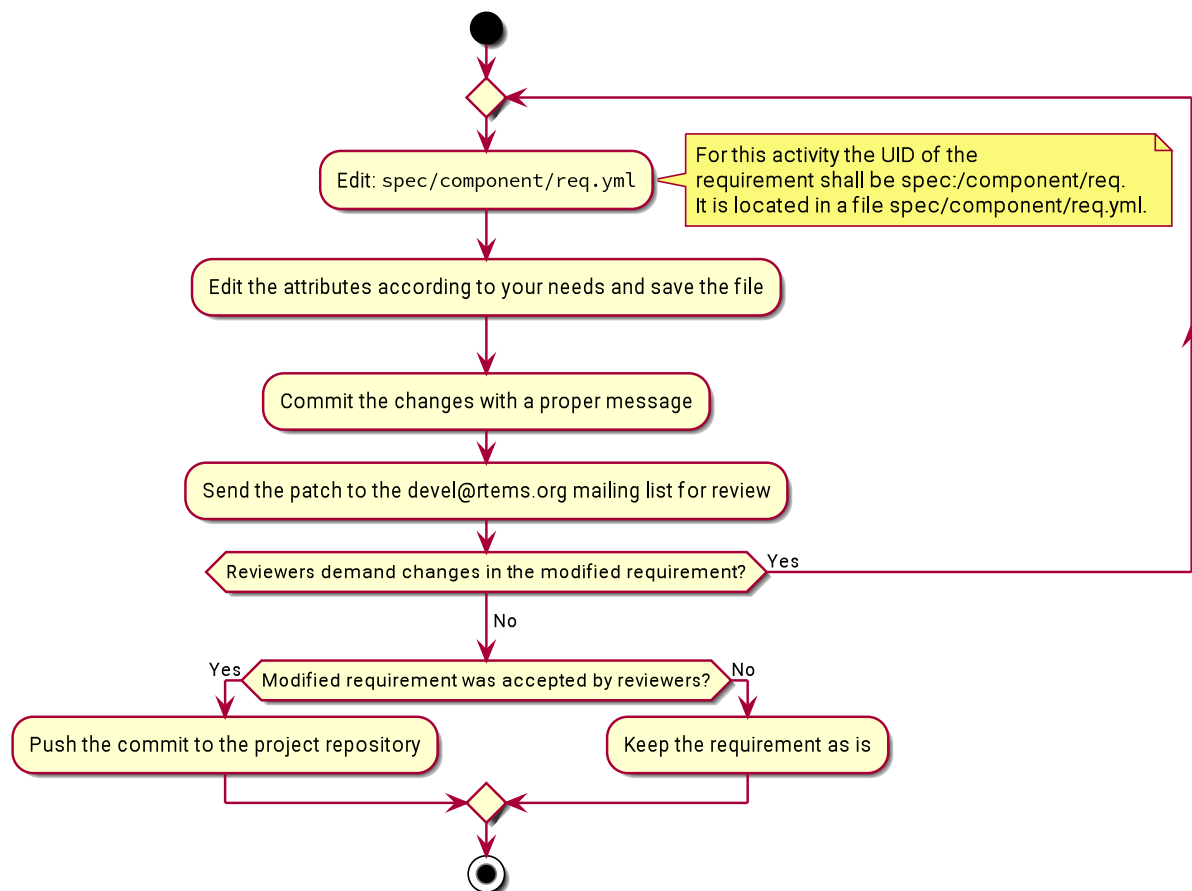 Edit: spec/component/req.yml
For this activity the UID of the
requirement shall be spec:/component/req.
It is located in a file spec/component/req.yml.
Edit the attributes according to your needs and save the file
Commit the changes with a proper message
Send the patch to the devel@rtems.org mailing list for review
Reviewers demand changes in the modified requirement?
Yes
No
Yes
Modified requirement was accepted by reviewers?
No
Push the commit to the project repository
Keep the requirement as is